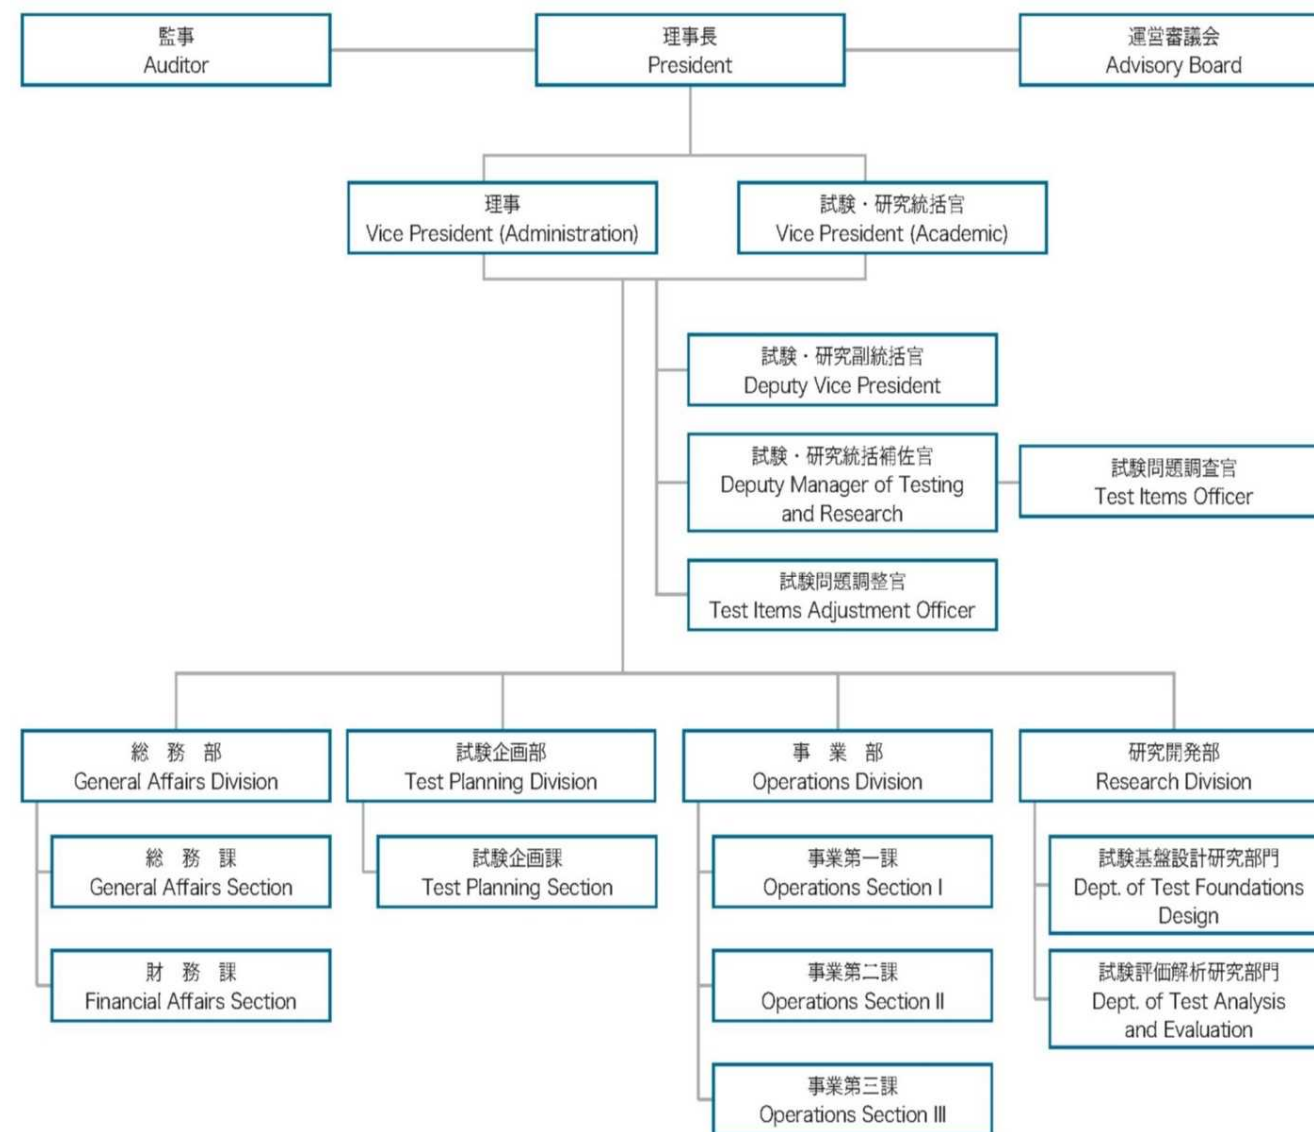 監事
Auditor
理事長
President
運営審議会
Advisory Board
理事
Vice President (Administration)
試験・研究統括官
Vice President (Academic)
試験・研究副統括官
Deputy Vice President
試験・研究統括補佐官
Deputy Manager of Testing
and Research
試験問題調査官
Test Items Officer
試験問題調整官
Test Items Adjustment Officer
総　務　部
General Affairs Division
総　務　課
General Affairs Section
財　務　課
Financial Affairs Section
試験企画部
Test Planning Division
試験企画課
Test Planning Section
事　業　部
Operations Division
事業第一課
Operations Section I
事業第二課
Operations Section II
事業第三課
Operations Section III
研究開発部
Research Division
試験基盤設計研究部門
Dept. of Test Foundations
Design
試験評価解析研究部門
Dept. of Test Analysis
and Evaluation